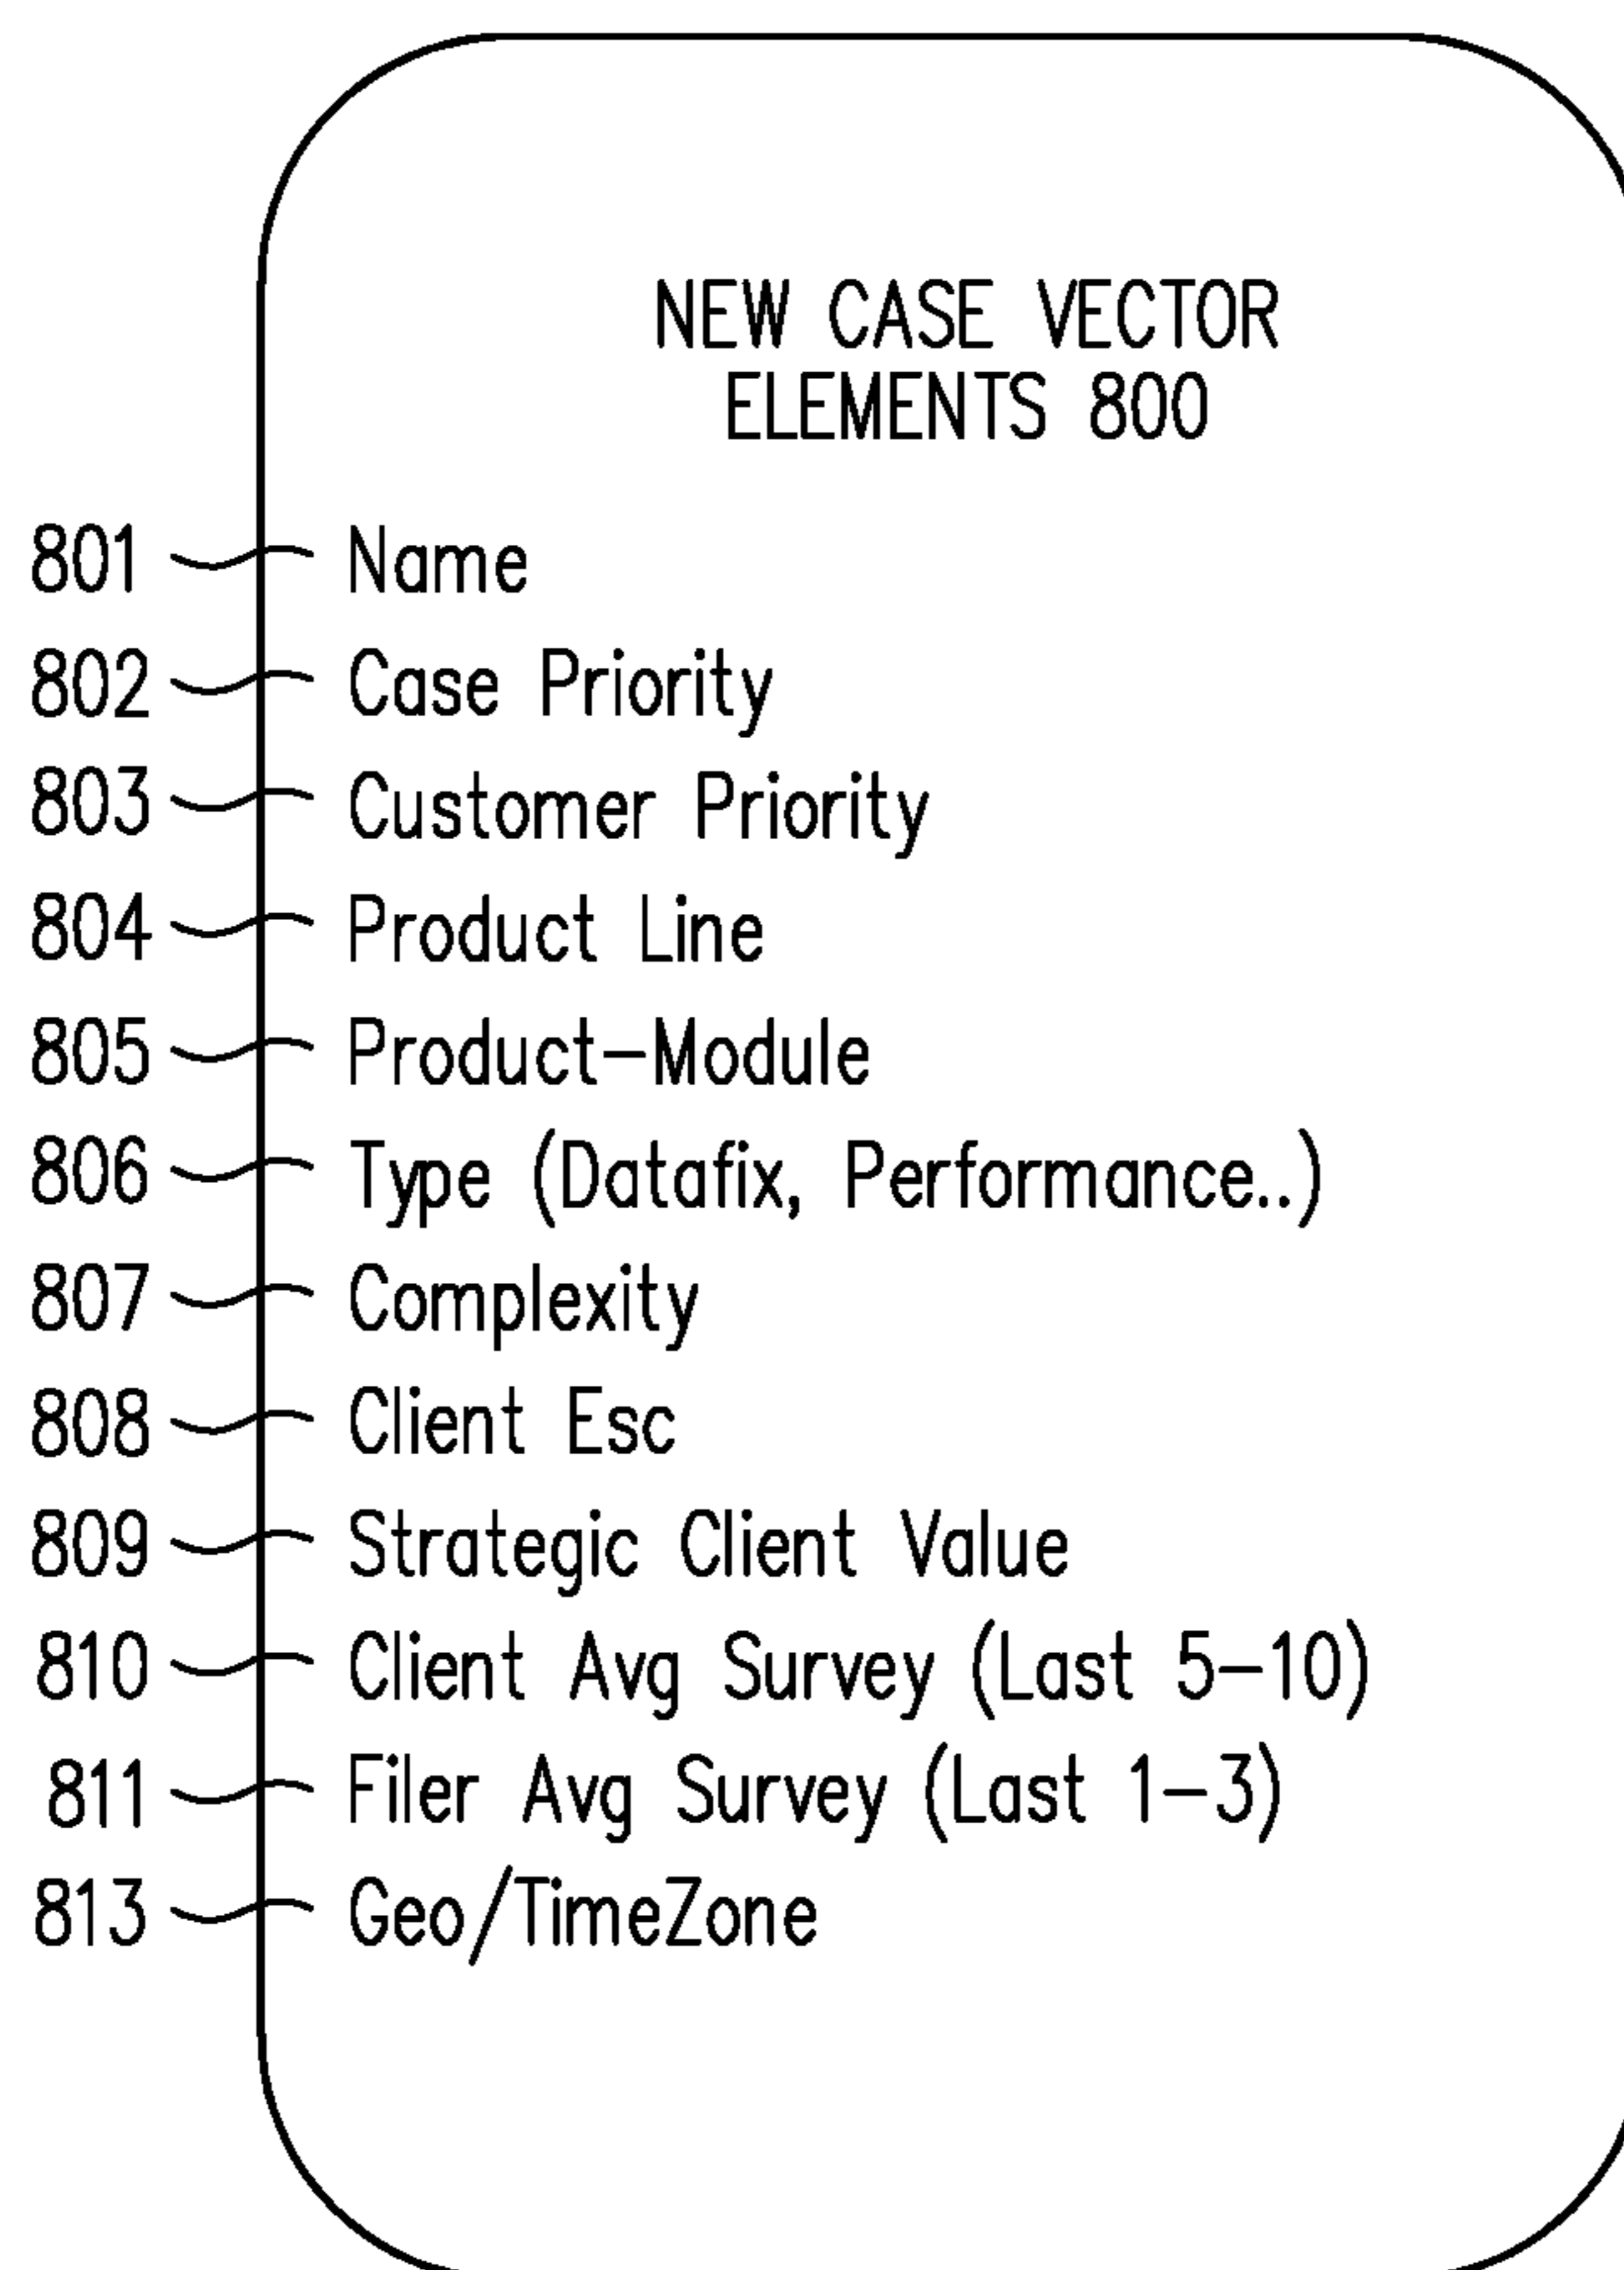 NEW CASE VECTOR
ELEMENTS 800
801 Name
802 Case Priority
803 Customer Priority
804 Product Line
805 Product-Module
806 Type (Datafix, Performance..)
807 Complexity
808 Client Esc
809 Strategic Client Value
810 Client Avg Survey (Last 5-10)
811 Filer Avg Survey (Last 1-3)
813 Geo/TimeZone